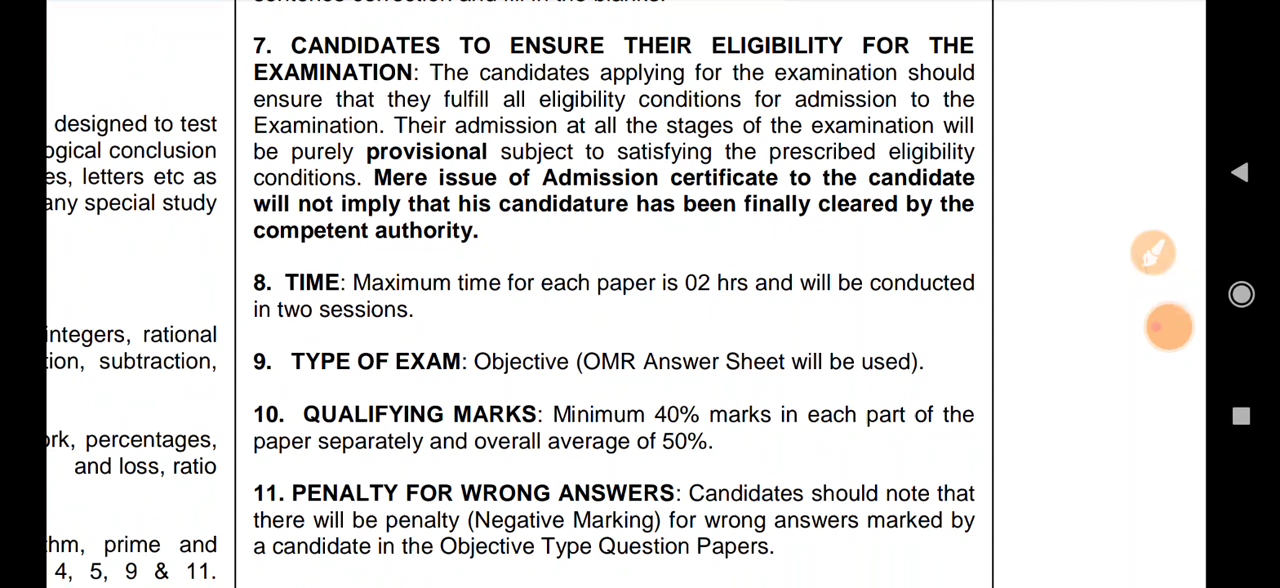 designed to test
conclusion
letters etc as
special study
integers, rational
subtraction,
percentages,
and loss, ratio
prime and
4, 5, 9 & 11.
7. CANDIDATES TO ENSURE THEIR ELIGIBILITY FOR THE
EXAMINATION: The candidates applying for the examination should
ensure that they fulfill all eligibility conditions for admission to the
Examination. Their admission at all the stages of the examination will
be purely provisional subject to satisfying the prescribed eligibility
conditions. Mere issue of Admission certificate to the candidate
will not imply that his candidature has been finally cleared by the
competent authority.
8. TIME: Maximum time for each paper is 02 hrs and will be conducted
in two sessions.
9. TYPE OF EXAM: Objective (OMR Answer Sheet will be used).
10. QUALIFYING MARKS: Minimum 40% marks in each part of the
paper separately and overall average of 50%.
11. PENALTY FOR WRONG ANSWERS: Candidates should note that
there will be penalty (Negative Marking) for wrong answers marked by
a candidate in the Objective Type Question Papers.